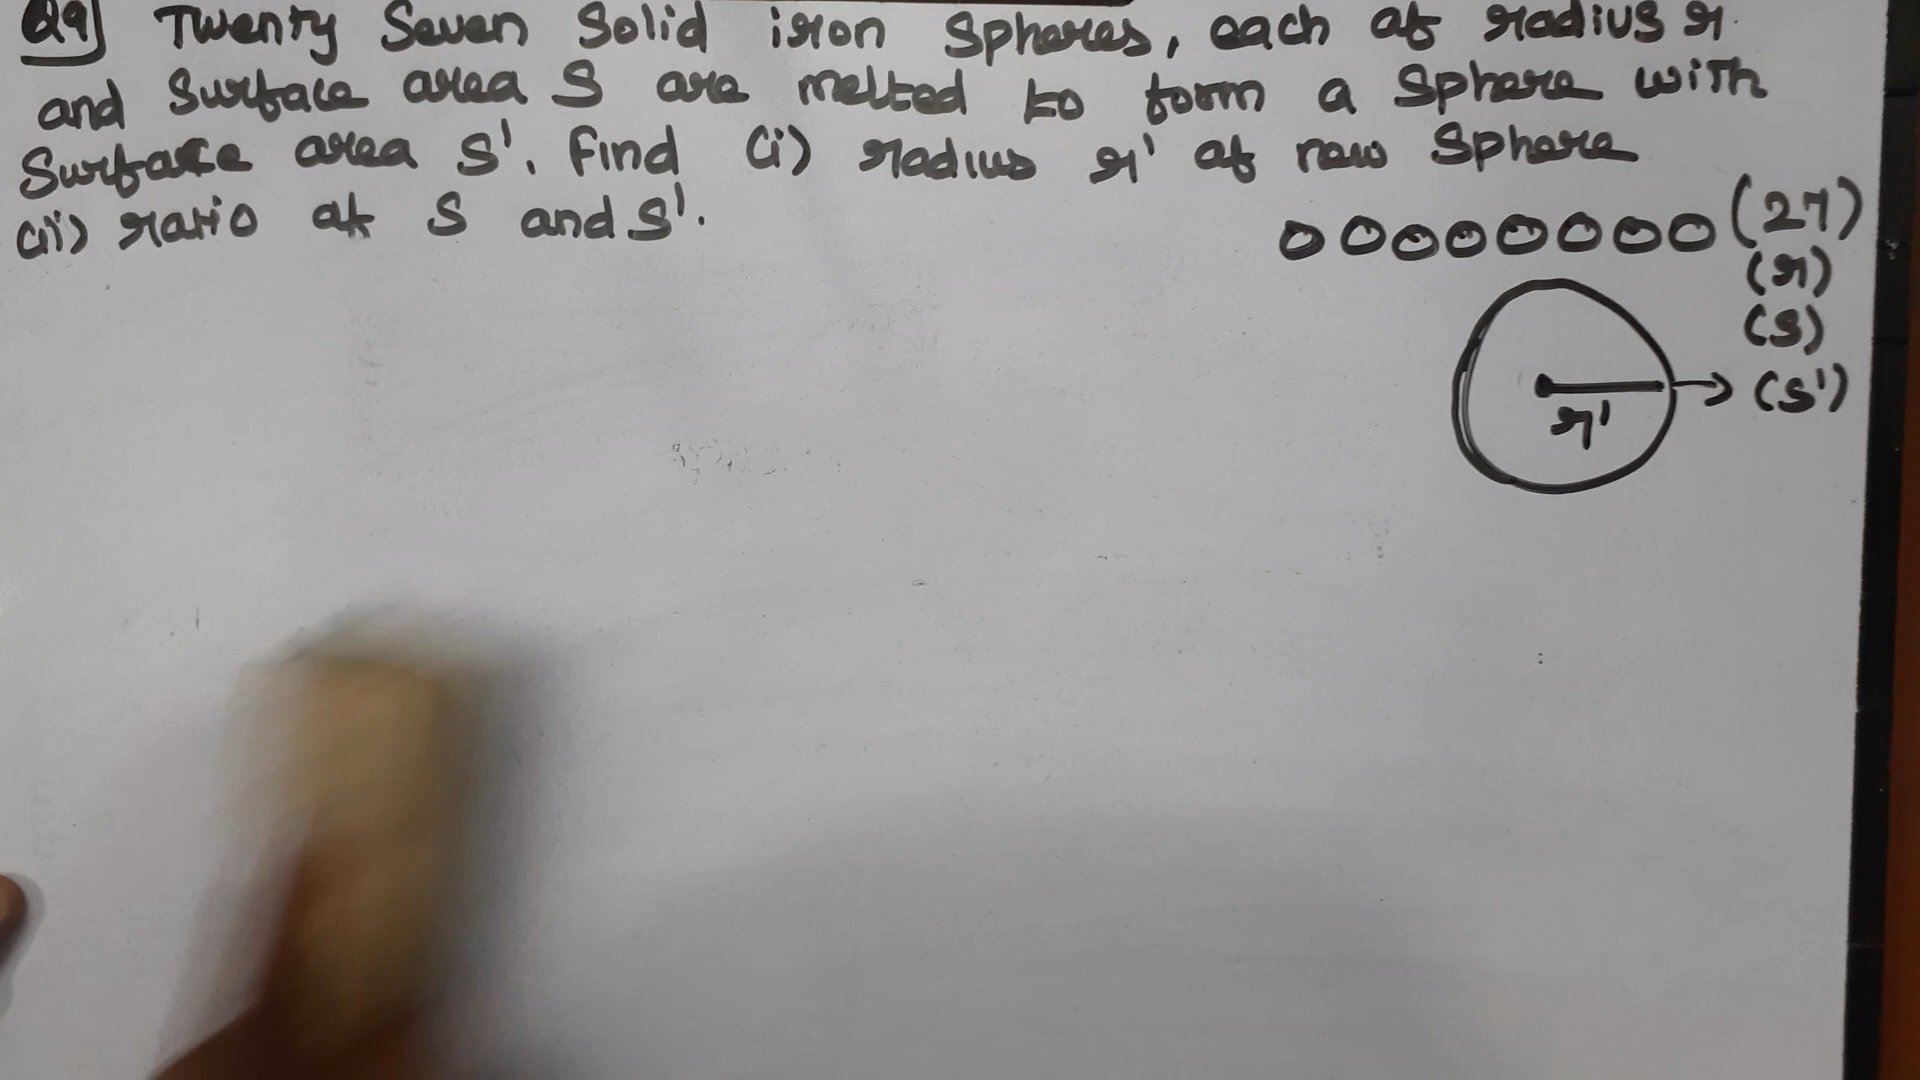 Q9] Twenty Seven Solid iron Spheres, each of radius r
and Surface area S are melted to form a Sphere with
Surface area S'. Find (i) radius r' of new Sphere
(ii) ratio of S and S'.
(27)
(r)
(S)
r' → (S')